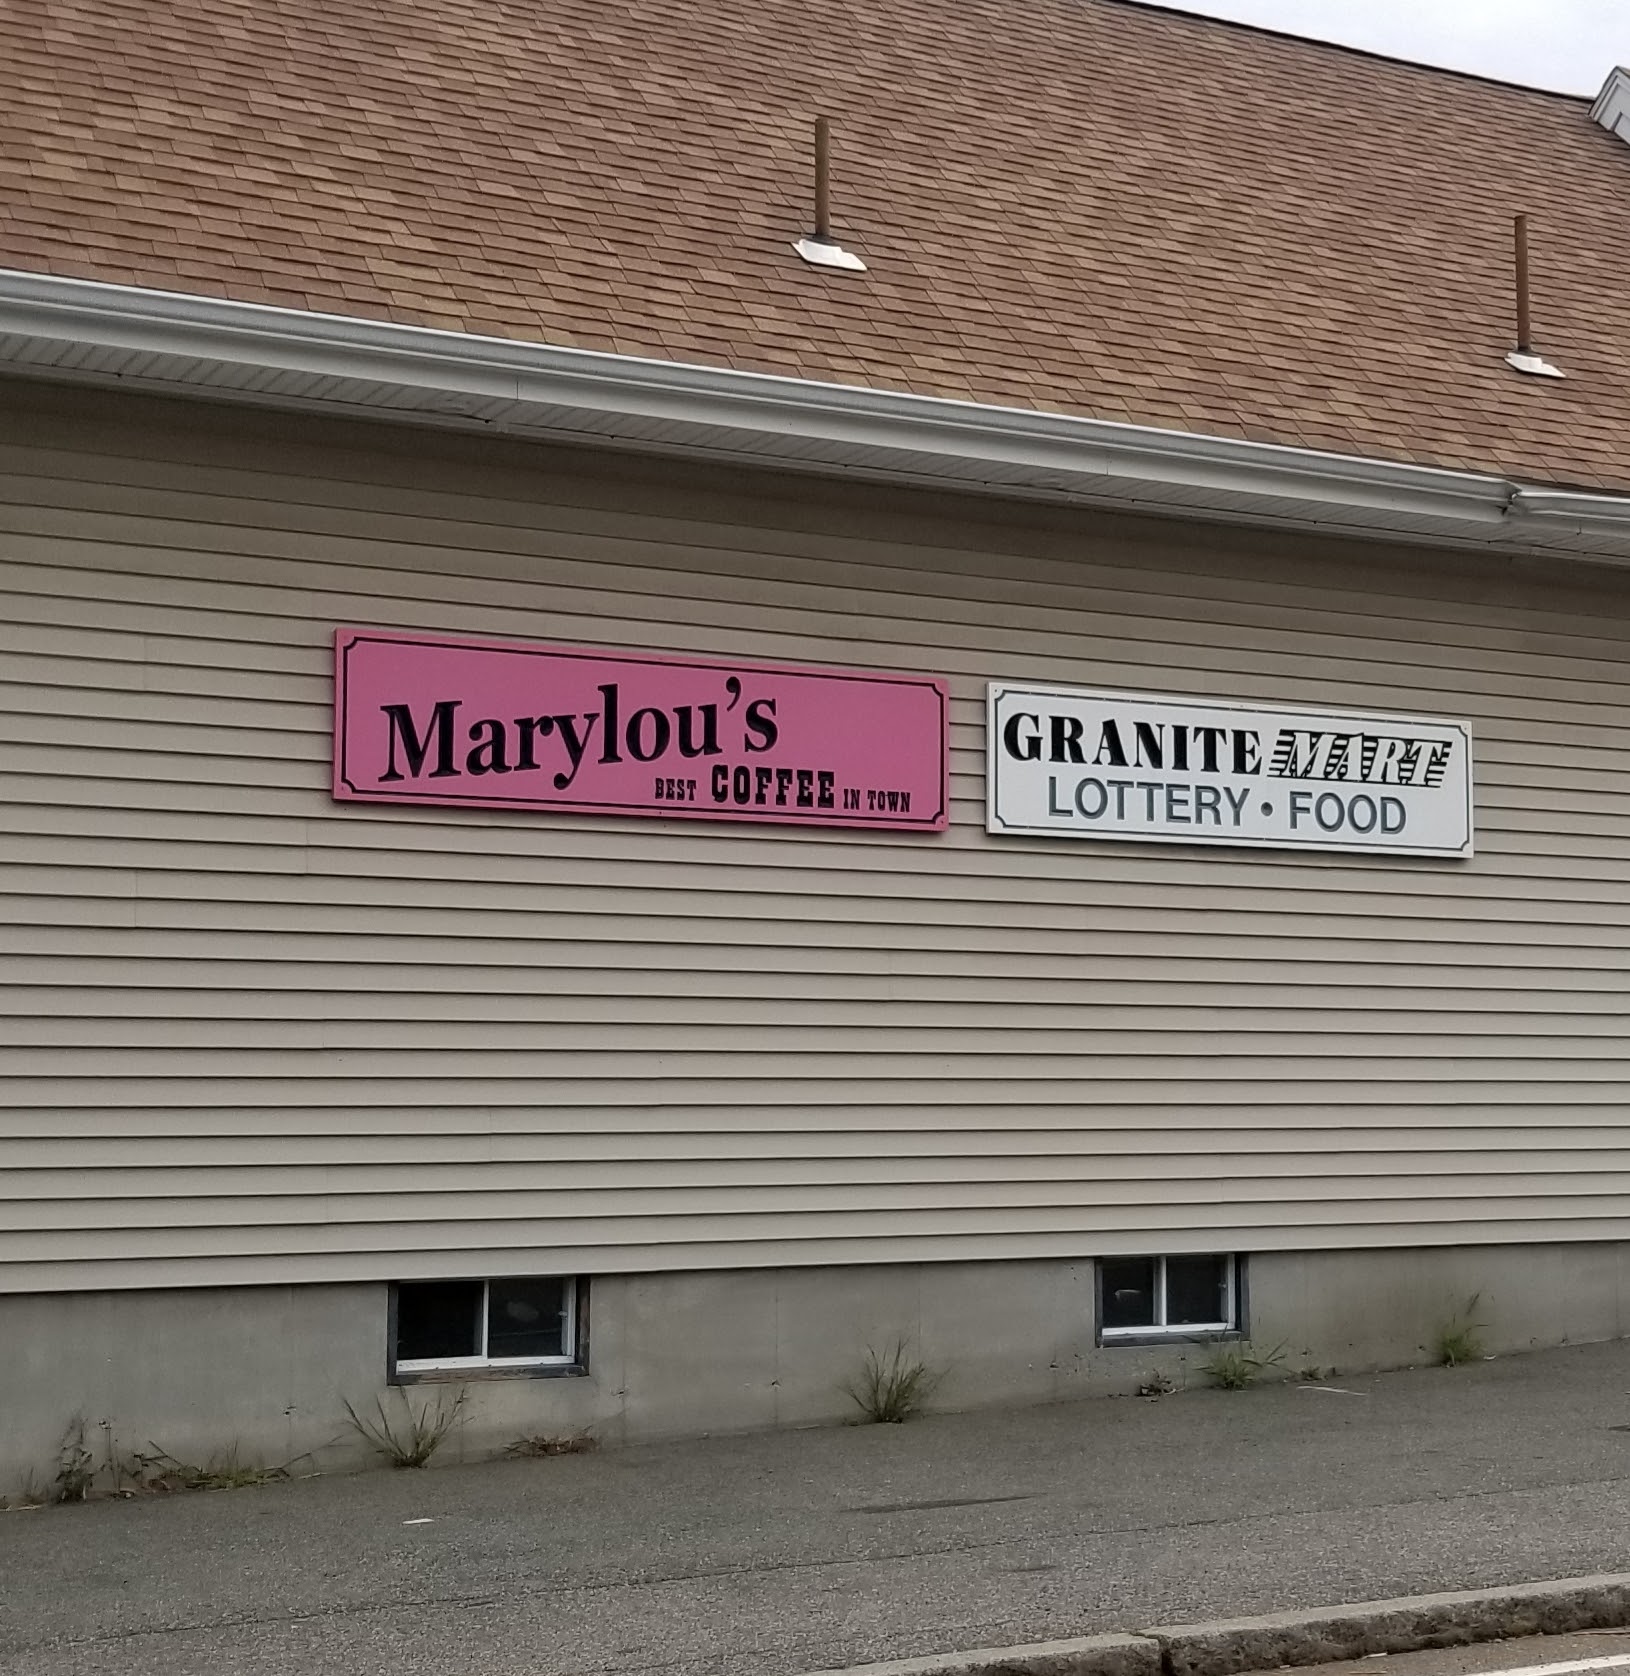 Marylou's
BEST COFFEE IN TOWN
GRANITE MART
LOTTERY • FOOD